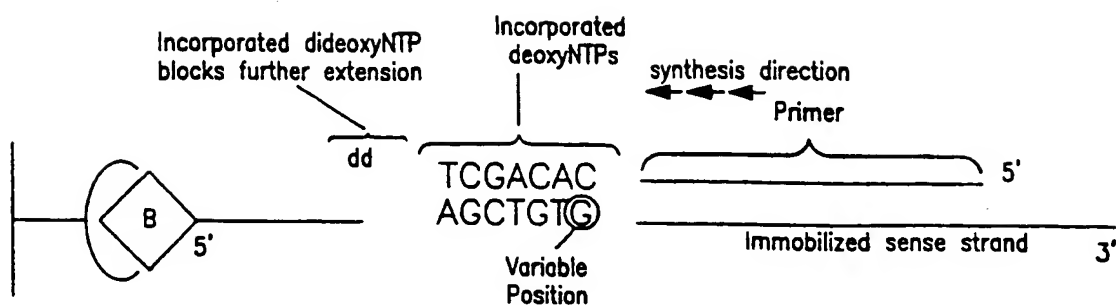 Incorporated dideoxyNTP
blocks further extension
Incorporated
deoxyNTPs
synthesis direction
Primer
dd
TCGACAC
5'
AGCTGTG
B
5'
Immobilized sense strand
3'
Variable
Position